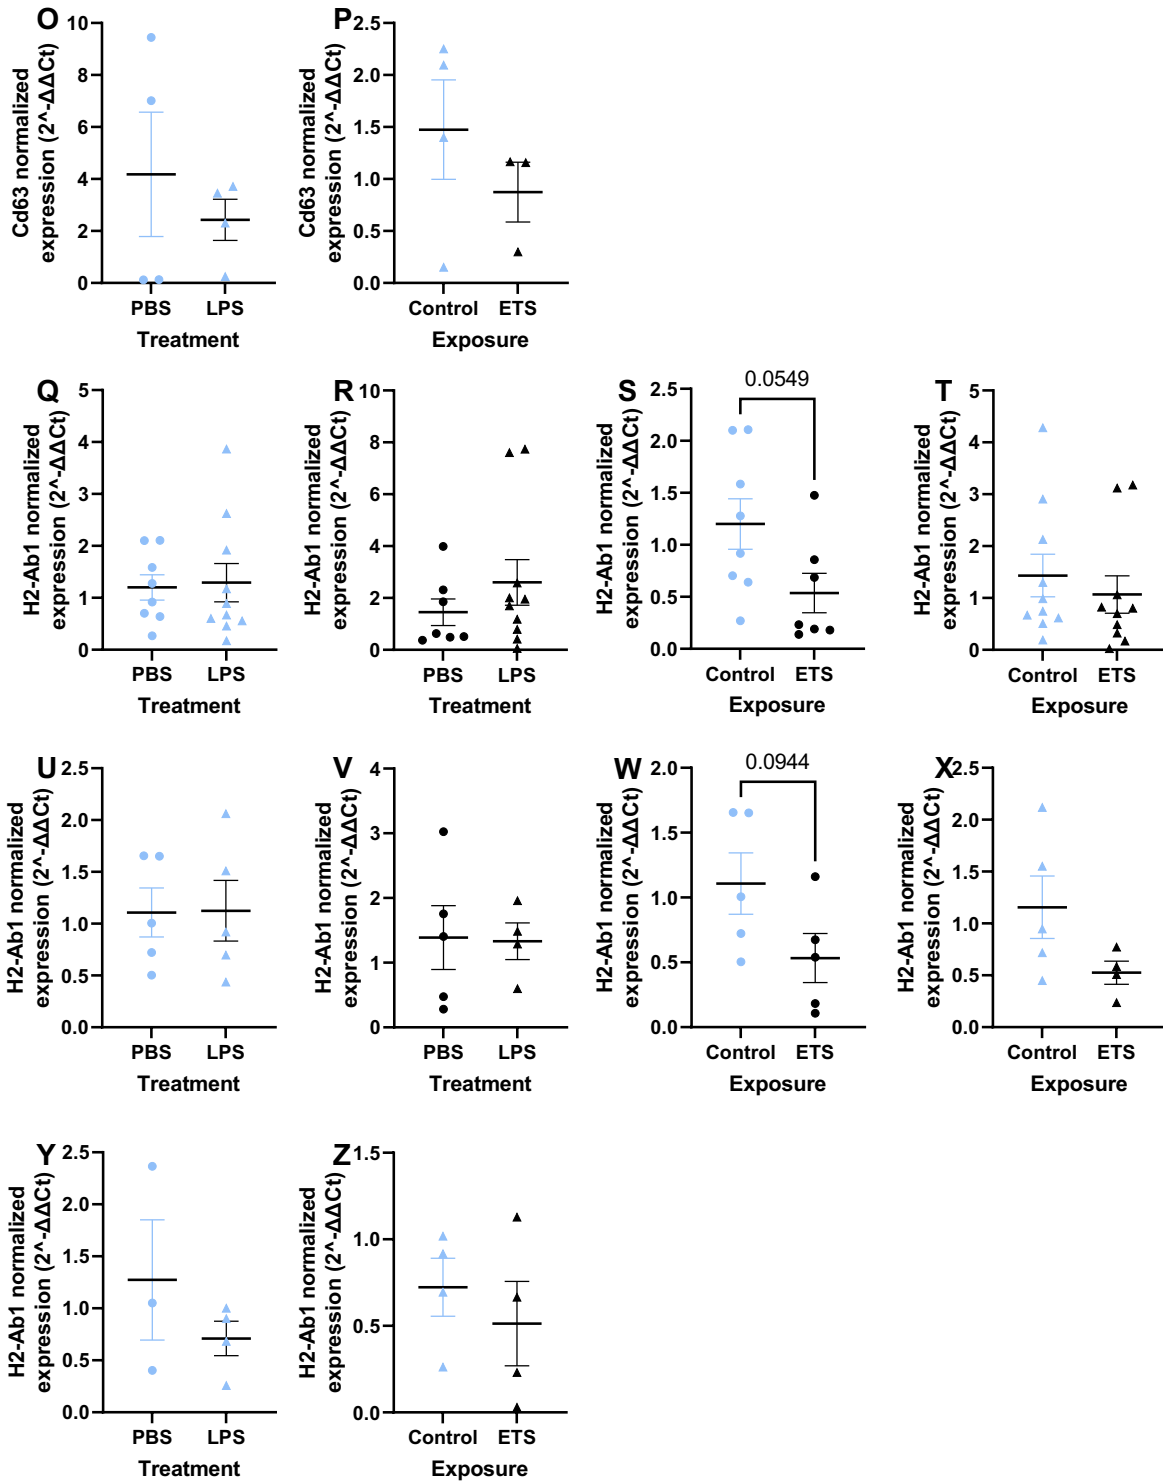 O
Cd63 normalized
expression (2^-ΔΔCt)
10
8
6
4
2
0
PBS LPS
Treatment
P
Cd63 normalized
expression (2^-ΔΔCt)
2.5
2.0
1.5
1.0
0.5
0.0
Control ETS
Exposure
Q
H2-Ab1 normalized
expression (2^-ΔΔCt)
5
4
3
2
1
0
PBS LPS
Treatment
R
H2-Ab1 normalized
expression (2^-ΔΔCt)
10
8
6
4
2
0
PBS LPS
Treatment
S
H2-Ab1 normalized
expression (2^-ΔΔCt)
0.0549
2.5
2.0
1.5
1.0
0.5
0.0
Control ETS
Exposure
T
H2-Ab1 normalized
expression (2^-ΔΔCt)
5
4
3
2
1
0
Control ETS
Exposure
U
H2-Ab1 normalized
expression (2^-ΔΔCt)
2.5
2.0
1.5
1.0
0.5
0.0
PBS LPS
Treatment
V
H2-Ab1 normalized
expression (2^-ΔΔCt)
4
3
2
1
0
PBS LPS
Treatment
W
H2-Ab1 normalized
expression (2^-ΔΔCt)
0.0944
2.0
1.5
1.0
0.5
0.0
Control ETS
Exposure
X
H2-Ab1 normalized
expression (2^-ΔΔCt)
2.5
2.0
1.5
1.0
0.5
0.0
Control ETS
Exposure
Y
H2-Ab1 normalized
expression (2^-ΔΔCt)
2.5
2.0
1.5
1.0
0.5
0.0
PBS LPS
Treatment
Z
H2-Ab1 normalized
expression (2^-ΔΔCt)
1.5
1.0
0.5
0.0
Control ETS
Exposure